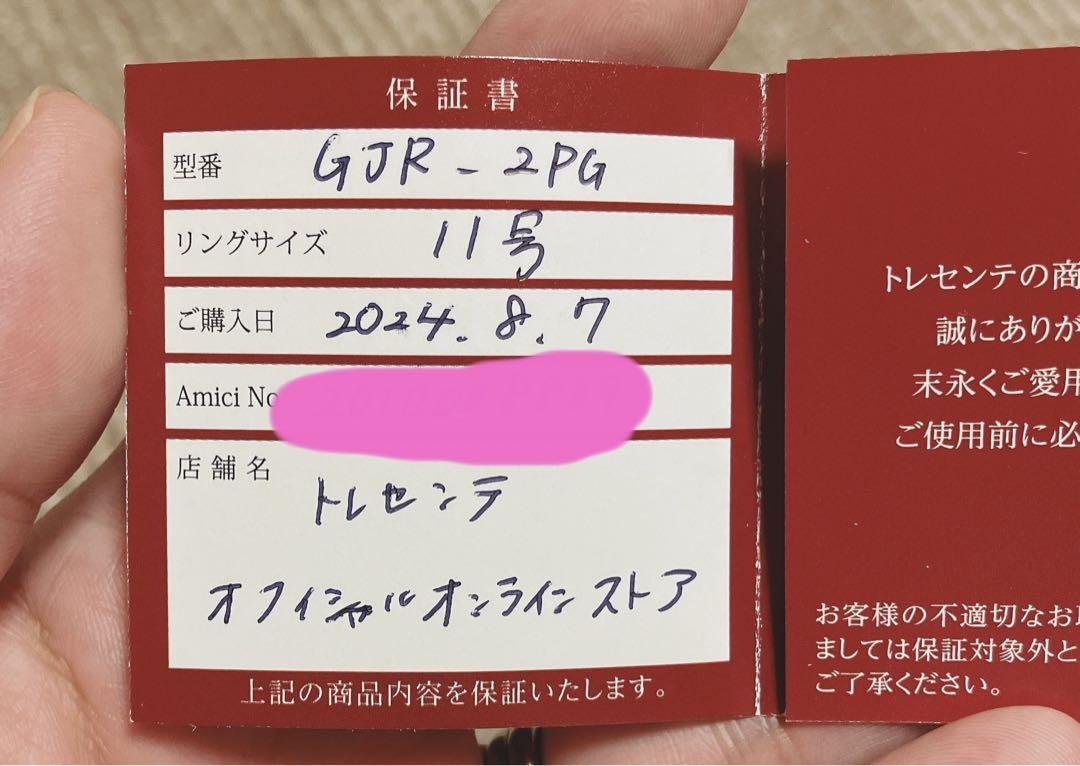 保証書
型番 GJR-2PG
リングサイズ 11号
ご購入日 2024.8.7
Amici No
店舗名
トレセンテ
オフィシャルオンラインストア
上記の商品内容を保証いたします。
トレセンテの商
誠にありが
末永くご愛用
ご使用前に必
お客様の不適切なお取
ましては保証対象外と
ご了承ください。